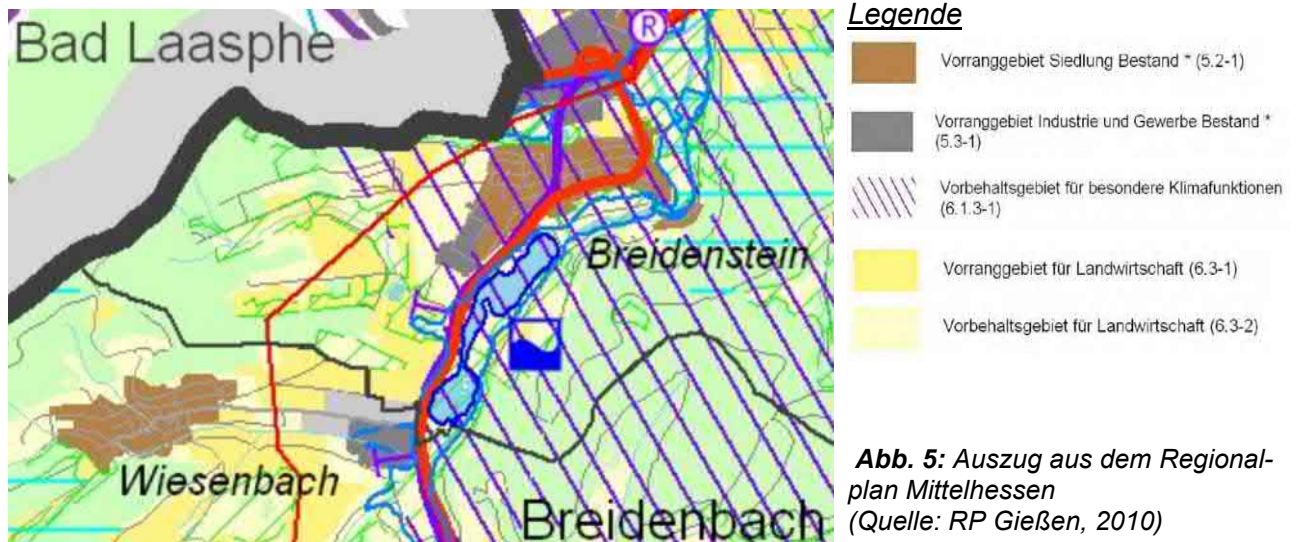 Bad Laasphe
R
Breidenstein
Wiesenbach
Breidenbach
Legende
Vorranggebiet Siedlung Bestand * (5.2-1)
Vorranggebiet Industrie und Gewerbe Bestand *
(5.3-1)
Vorbehaltsgebiet für besondere Klimafunktionen
(6.1.3-1)
Vorranggebiet für Landwirtschaft (6.3-1)
Vorbehaltsgebiet für Landwirtschaft (6.3-2)
Abb. 5: Auszug aus dem Regional-
plan Mittelhessen
(Quelle: RP Gießen, 2010)